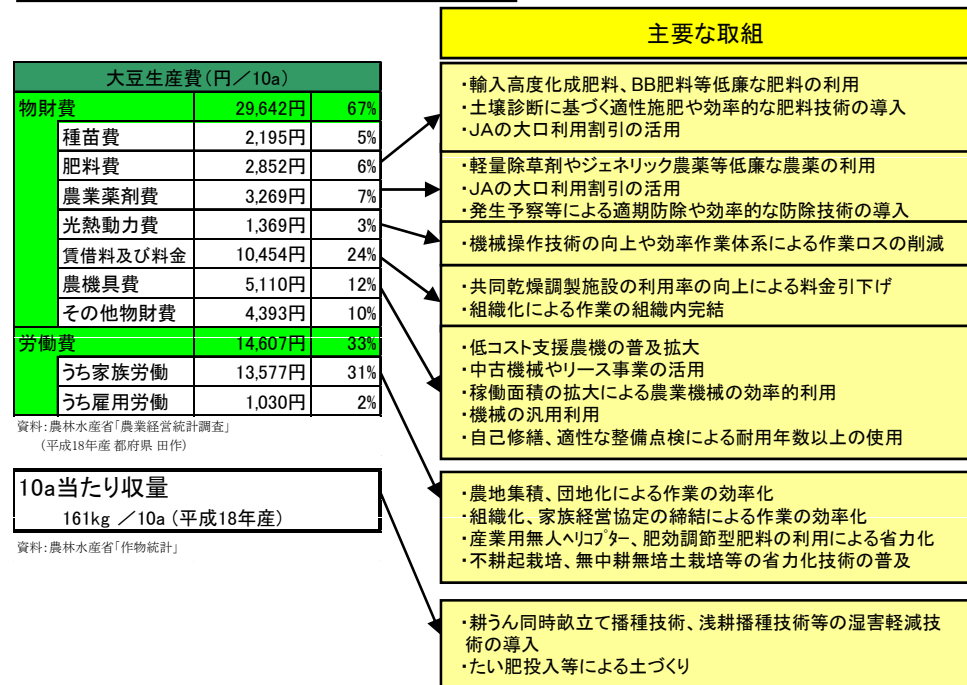 主要な取組
大豆生産費（円／10a）
物財費 29,642円 67%
種苗費 2,195円 5%
肥料費 2,852円 6%
農業薬剤費 3,269円 7%
光熱動力費 1,369円 3%
賃借料及び料金 10,454円 24%
農機具費 5,110円 12%
その他物財費 4,393円 10%
労働費 14,607円 33%
うち家族労働 13,577円 31%
うち雇用労働 1,030円 2%
資料：農林水産省「農業経営統計調査」
（平成18年産 都府県 田作）
10a当たり収量
161kg ／10a （平成18年産）
資料：農林水産省「作物統計」
・輸入高度化成肥料、BB肥料等低廉な肥料の利用
・土壌診断に基づく適性施肥や効率的な肥料技術の導入
・JAの大口利用割引の活用
・軽量除草剤やジェネリック農薬等低廉な農薬の利用
・JAの大口利用割引の活用
・発生予察等による適期防除や効率的な防除技術の導入
・機械操作技術の向上や効率作業体系による作業ロスの削減
・共同乾燥調製施設の利用率の向上による料金引下げ
・組織化による作業の組織内完結
・低コスト支援農機の普及拡大
・中古機械やリース事業の活用
・稼働面積の拡大による農業機械の効率的利用
・機械の汎用利用
・自己修繕、適性な整備点検による耐用年数以上の使用
・農地集積、団地化による作業の効率化
・組織化、家族経営協定の締結による作業の効率化
・産業用無人ﾍﾘｺﾌﾟﾀｰ、肥効調節型肥料の利用による省力化
・不耕起栽培、無中耕無培土栽培等の省力化技術の普及
・耕うん同時畝立て播種技術、浅耕播種技術等の湿害軽減技
術の導入
・たい肥投入等による土づくり